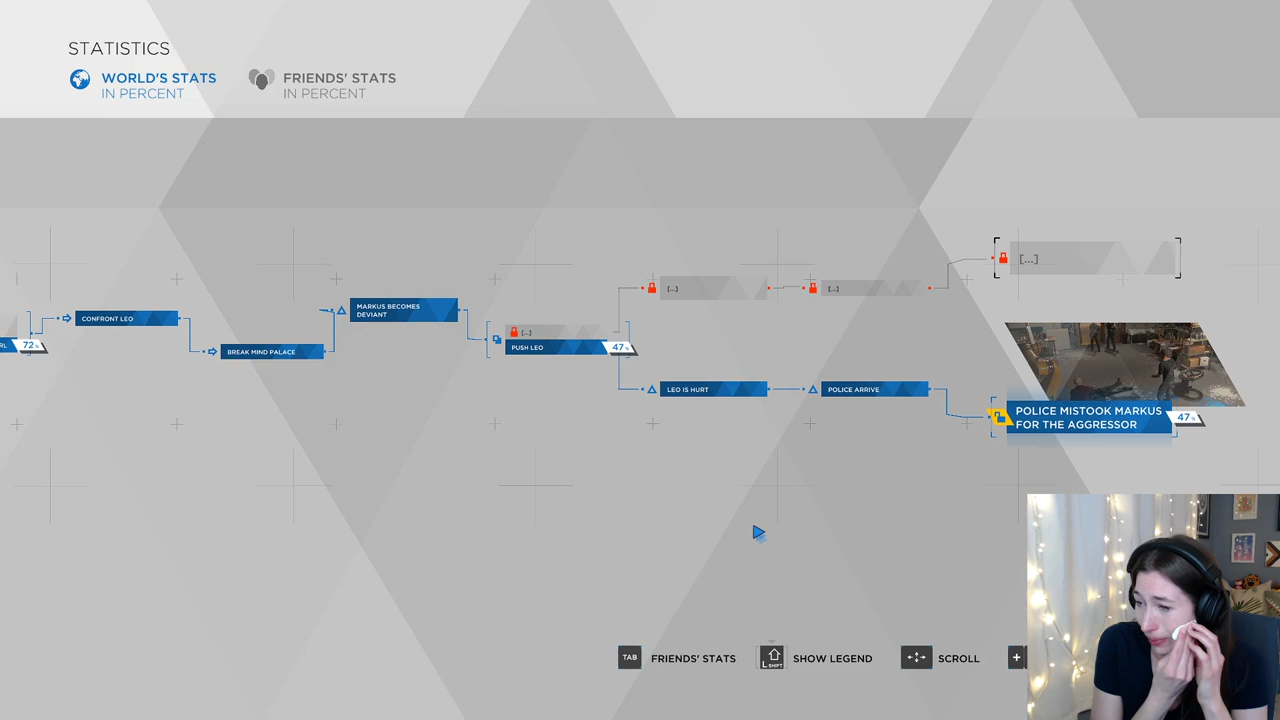 STATISTICS
WORLD'S STATS
IN PERCENT
FRIENDS' STATS
IN PERCENT
CONFRONT LEO
RL 72%
BREAK MIND PALACE
MARKUS BECOMES
DEVIANT
[...]
PUSH LEO 47%
[...]
[...]
[...]
LEO IS HURT
POLICE ARRIVE
POLICE MISTOOK MARKUS
FOR THE AGGRESSOR
47%
TAB FRIENDS' STATS
L SHIFT SHOW LEGEND
SCROLL
+